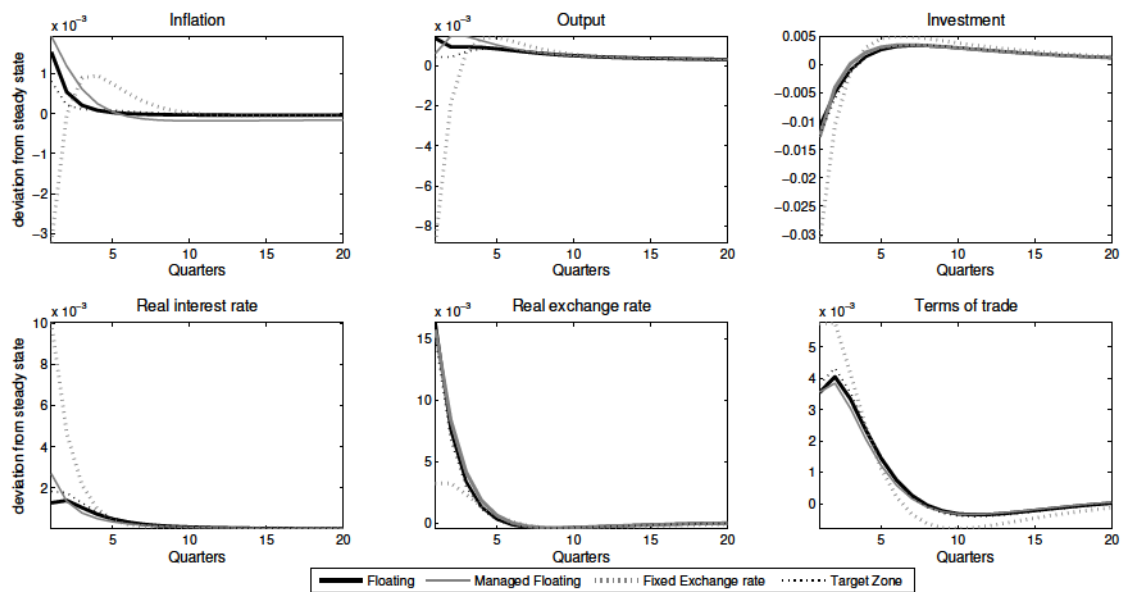 Inflation
Output
Investment
x 10⁻³
1
0
−1
−2
−3
deviation from steady state
5 10 15 20
Quarters
x 10⁻³
0
−2
−4
−6
−8
5 10 15 20
Quarters
0.005
0
−0.005
−0.01
−0.015
−0.02
−0.025
−0.03
5 10 15 20
Quarters
Real interest rate
Real exchange rate
Terms of trade
x 10⁻³
10
8
6
4
2
deviation from steady state
5 10 15 20
Quarters
x 10⁻³
15
10
5
0
5 10 15 20
Quarters
x 10⁻³
5
4
3
2
1
0
5 10 15 20
Quarters
Floating Managed Floating Fixed Exchange rate Target Zone